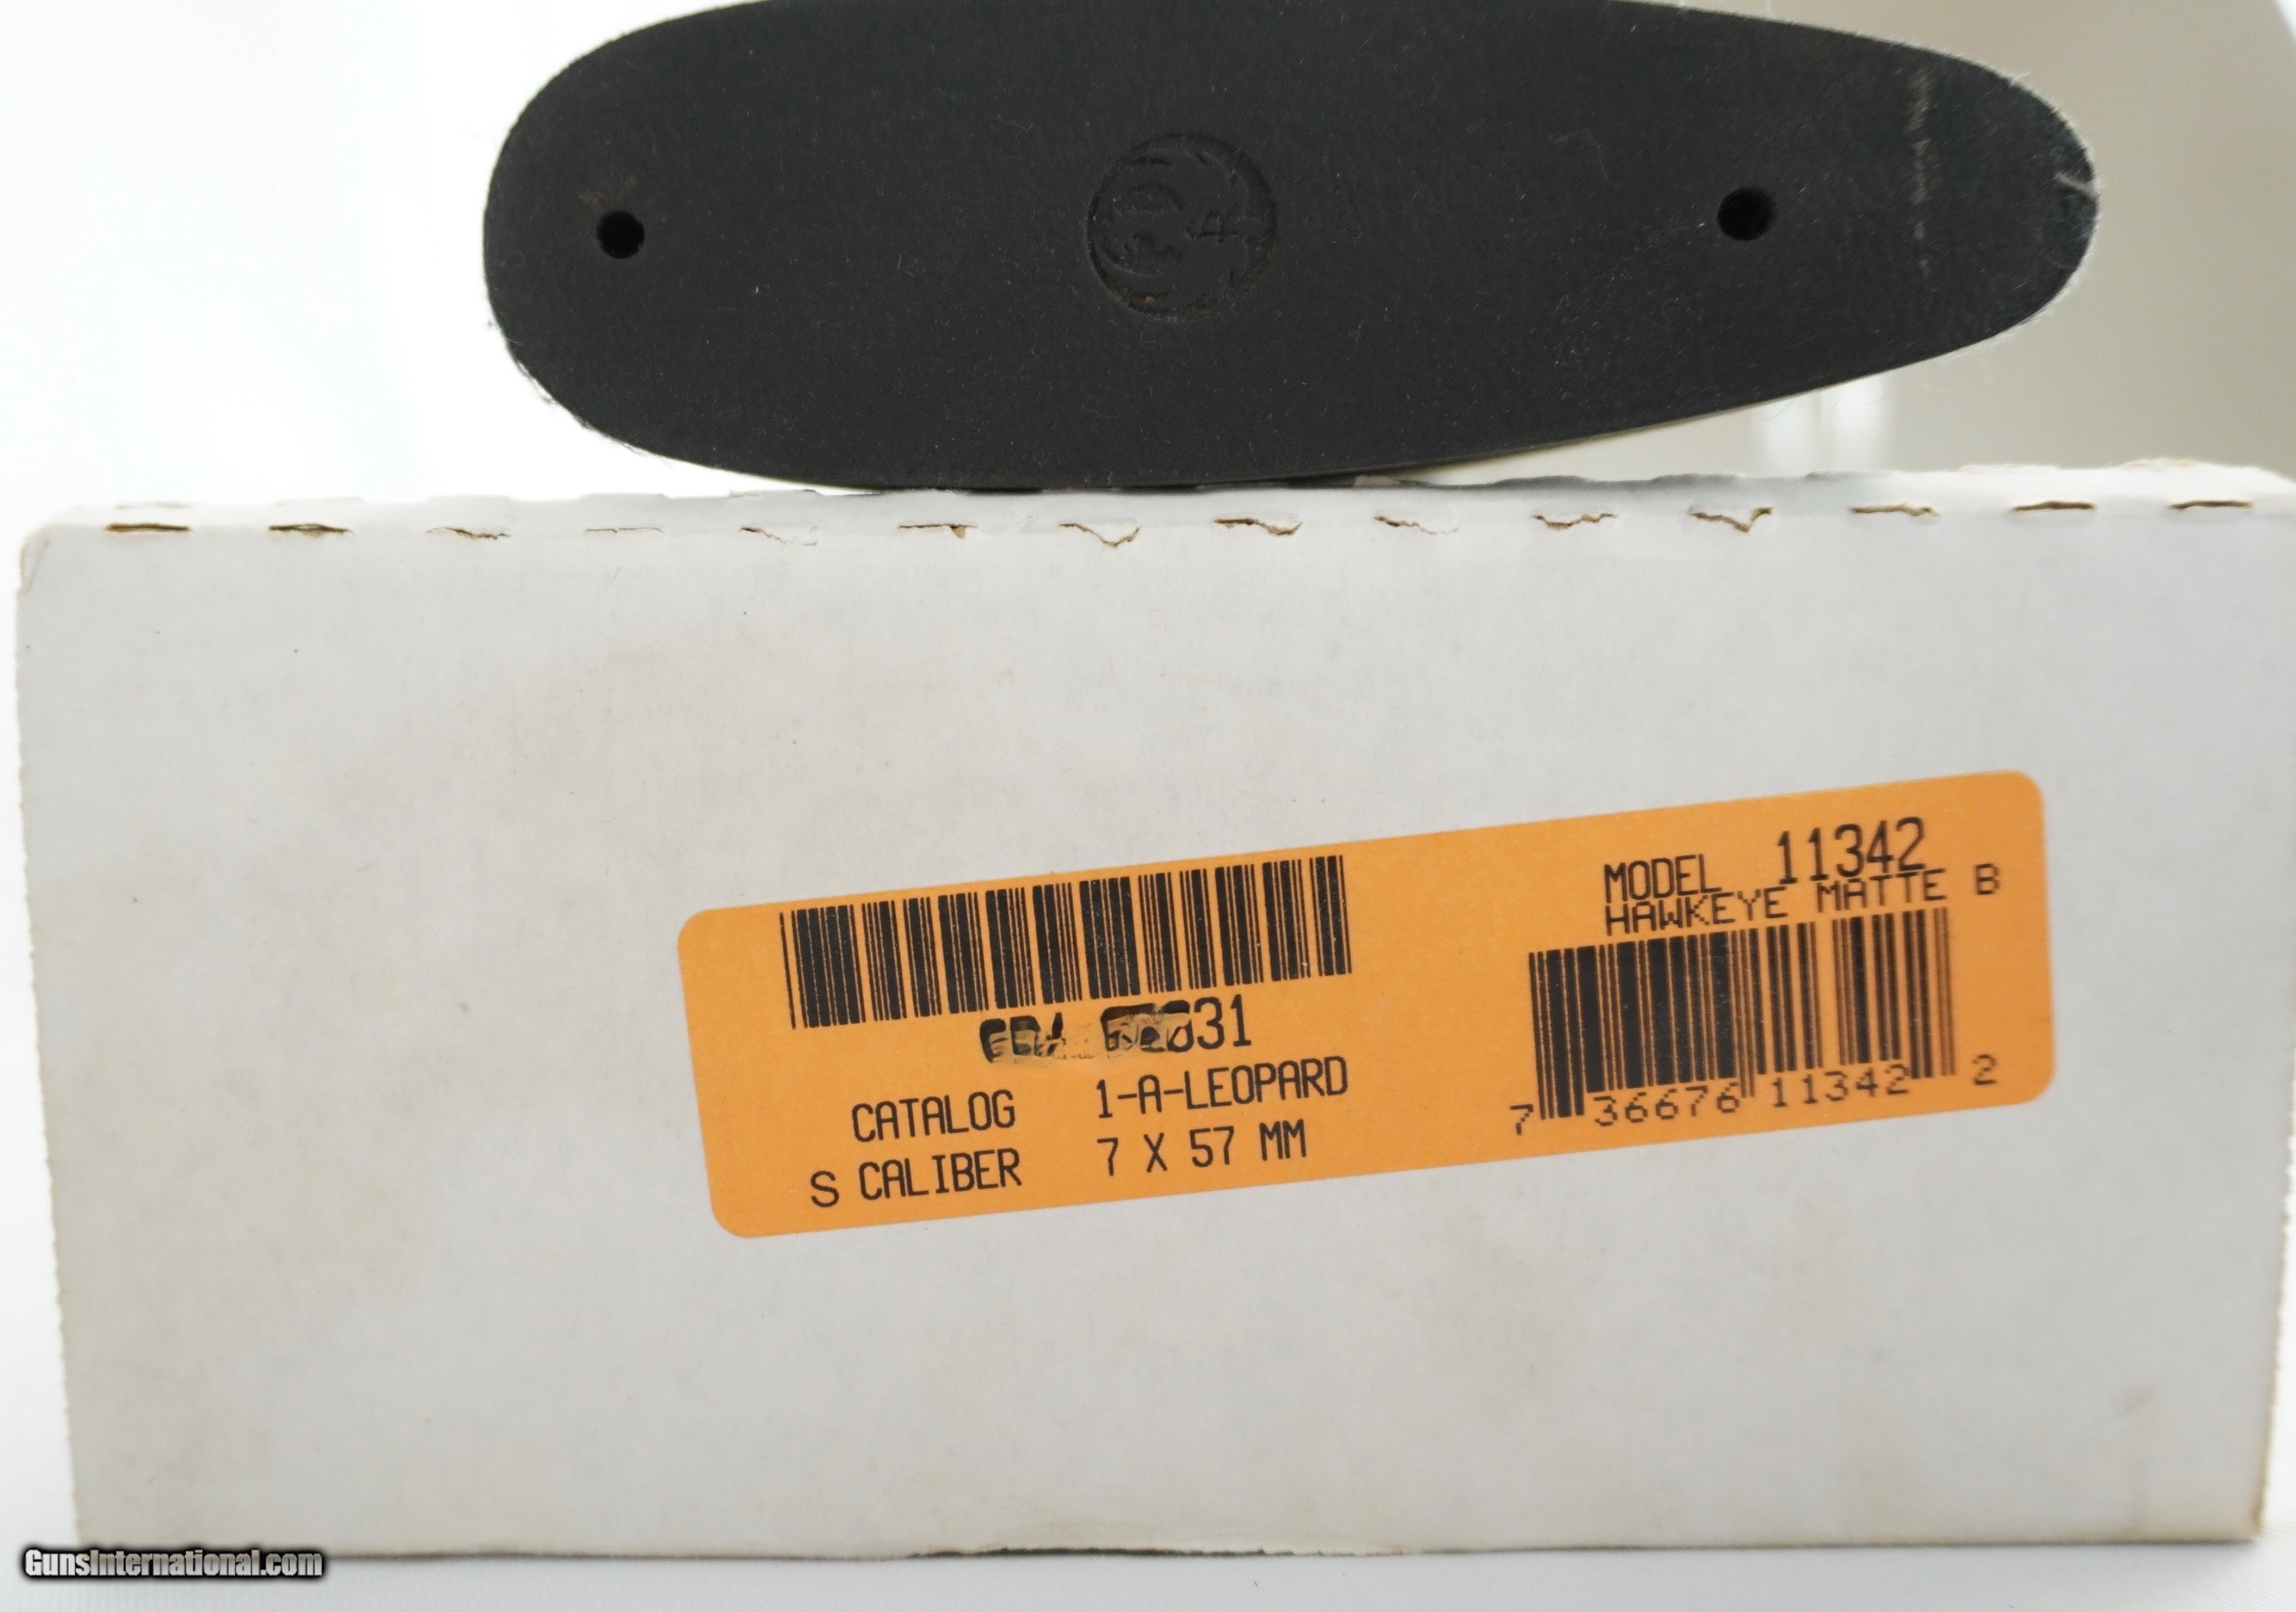 31
CATALOG 1-A-LEOPARD
S CALIBER 7 X 57 MM
MODEL 11342
HAWKEYE MATTE B
7 36676 11342 2
GunsInternational.com